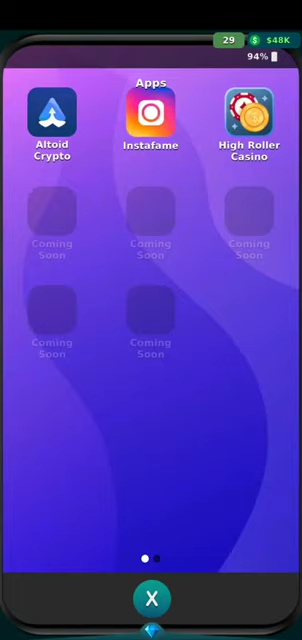 29
$ $48K
94%
Apps
Altoid
Crypto
Instafame
High Roller
Casino
Coming
Soon
Coming
Soon
Coming
Soon
Coming
Soon
Coming
Soon
X